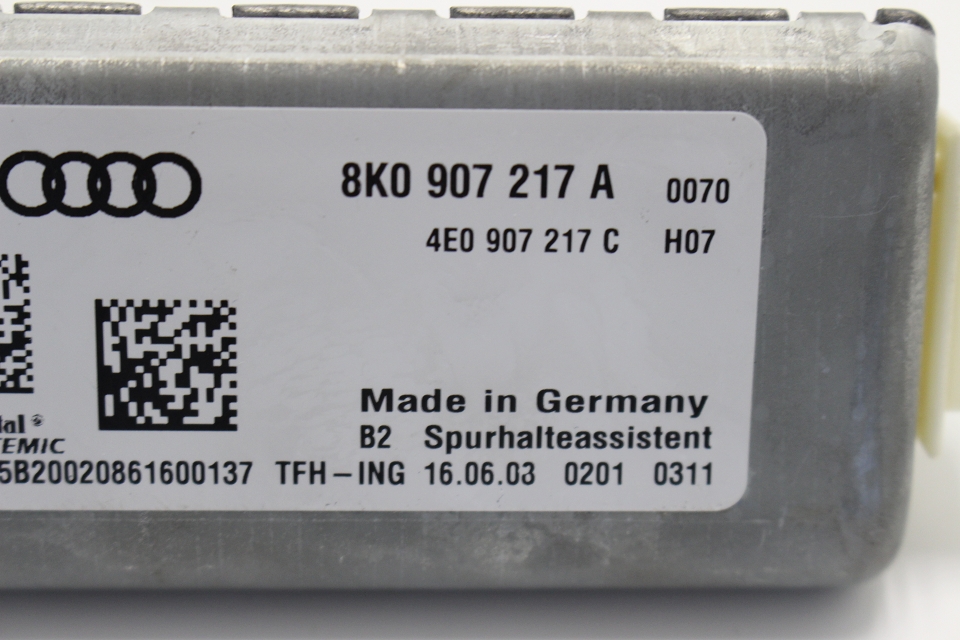 8K0 907 217 A 0070
4E0 907 217 C H07
Made in Germany
B2 Spurhalteassistent
5B20020861600137 TFH-ING 16.06.03 0201 0311